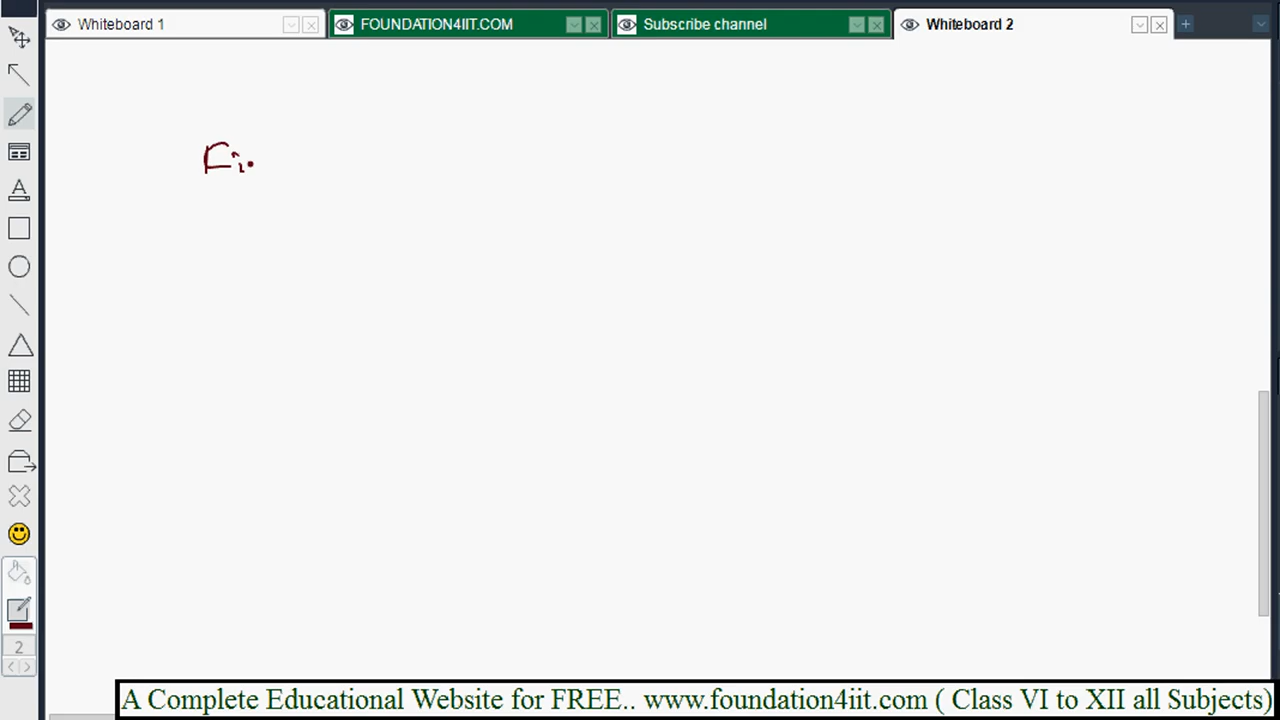 Whiteboard 1 FOUNDATION4IIT.COM Subscribe channel Whiteboard 2
2
A Complete Educational Website for FREE.. www.foundation4iit.com ( Class VI to XII all Subjects)